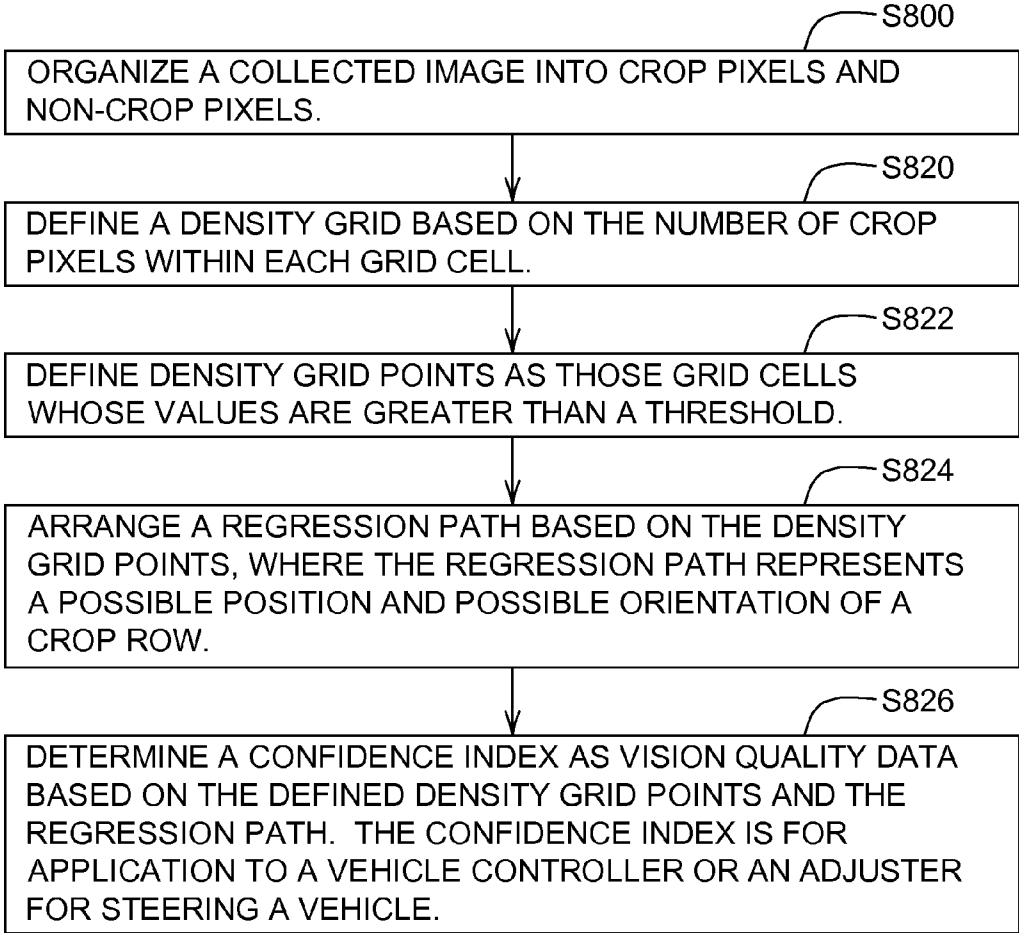 S800
ORGANIZE A COLLECTED IMAGE INTO CROP PIXELS AND
NON-CROP PIXELS.
S820
DEFINE A DENSITY GRID BASED ON THE NUMBER OF CROP
PIXELS WITHIN EACH GRID CELL.
S822
DEFINE DENSITY GRID POINTS AS THOSE GRID CELLS
WHOSE VALUES ARE GREATER THAN A THRESHOLD.
S824
ARRANGE A REGRESSION PATH BASED ON THE DENSITY
GRID POINTS, WHERE THE REGRESSION PATH REPRESENTS
A POSSIBLE POSITION AND POSSIBLE ORIENTATION OF A
CROP ROW.
S826
DETERMINE A CONFIDENCE INDEX AS VISION QUALITY DATA
BASED ON THE DEFINED DENSITY GRID POINTS AND THE
REGRESSION PATH.  THE CONFIDENCE INDEX IS FOR
APPLICATION TO A VEHICLE CONTROLLER OR AN ADJUSTER
FOR STEERING A VEHICLE.